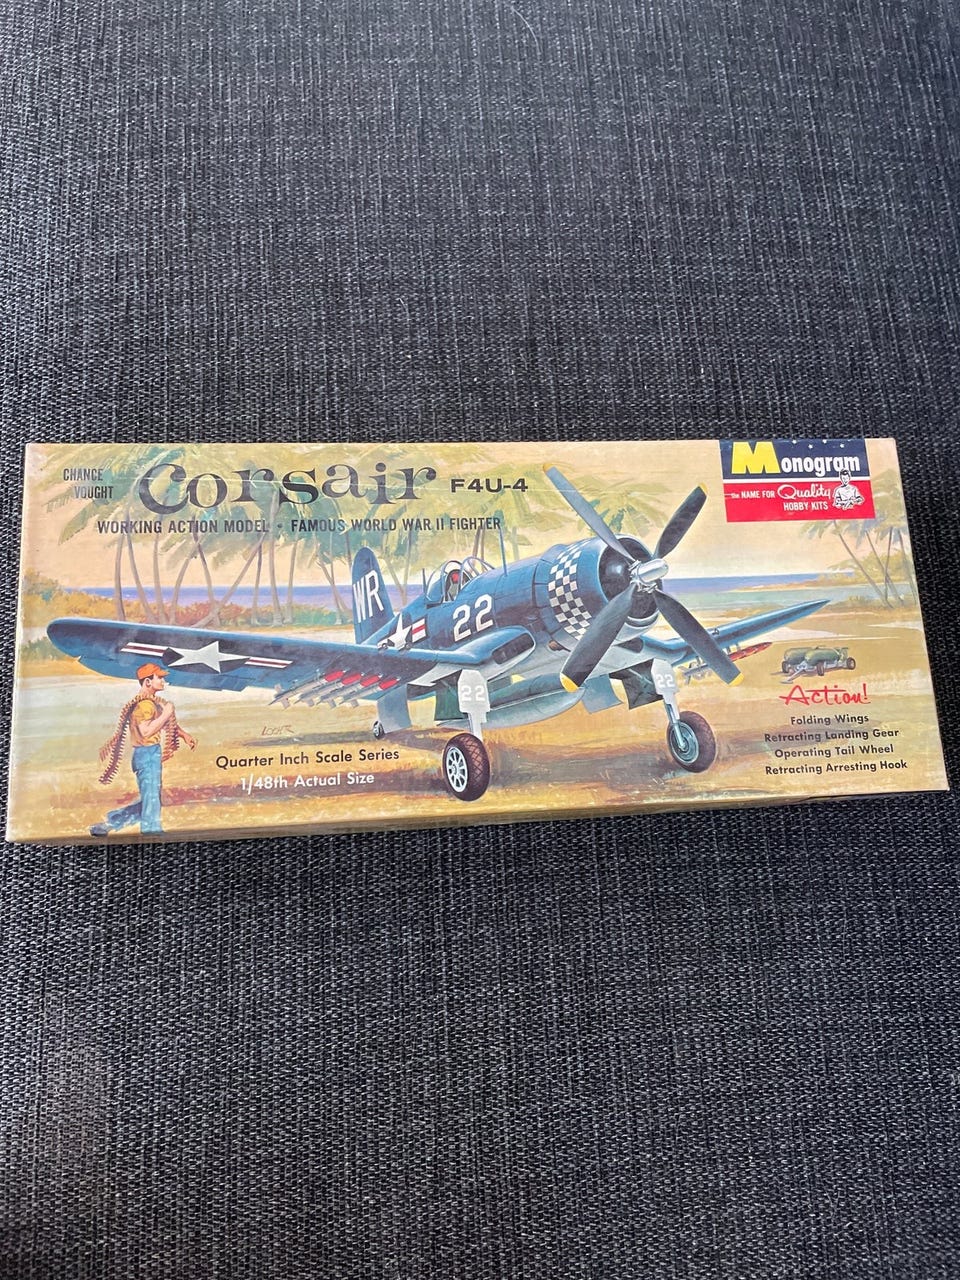 CHANCE
VOUGHT
Corsair F4U-4
WORKING ACTION MODEL • FAMOUS WORLD WAR II FIGHTER
Monogram
the NAME FOR Quality
HOBBY KITS
WR
22
22
22
Quarter Inch Scale Series
1/48th Actual Size
Action!
Folding Wings
Retracting Landing Gear
Operating Tail Wheel
Retracting Arresting Hook